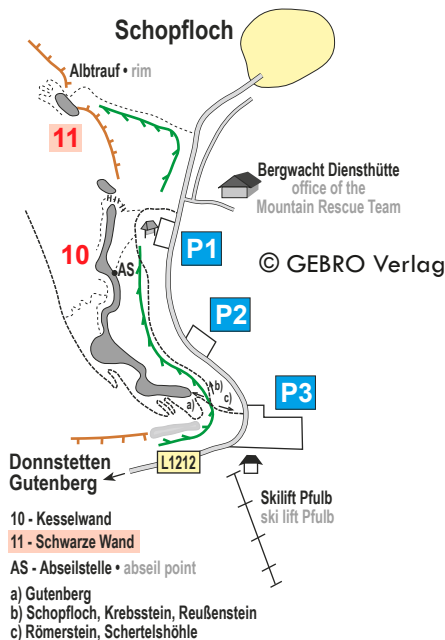 Schopfloch
Albtrauf • rim
11
Bergwacht Diensthütte
office of the
Mountain Rescue Team
10
P1
AS
© GEBRO Verlag
P2
b)
P3
a)
c)
L1212
Donnstetten
Gutenberg
Skilift Pfulb
ski lift Pfulb
10 - Kesselwand
11 - Schwarze Wand
AS - Abseilstelle • abseil point
a) Gutenberg
b) Schopfloch, Krebsstein, Reußenstein
c) Römerstein, Schertelshöhle